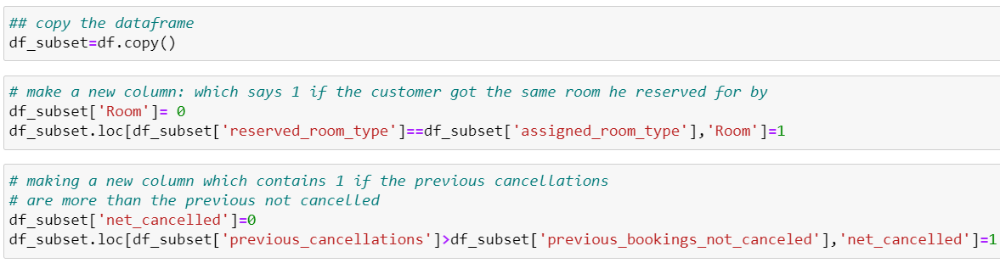 ## copy the dataframe
df_subset=df.copy()
# make a new column: which says 1 if the customer got the same room he reserved for by
df_subset['Room']= 0
df_subset.loc[df_subset['reserved_room_type']==df_subset['assigned_room_type'],'Room']=1
# making a new column which contains 1 if the previous cancellations
# are more than the previous not cancelled
df_subset['net_cancelled']=0
df_subset.loc[df_subset['previous_cancellations']>df_subset['previous_bookings_not_canceled'],'net_cancelled']=1